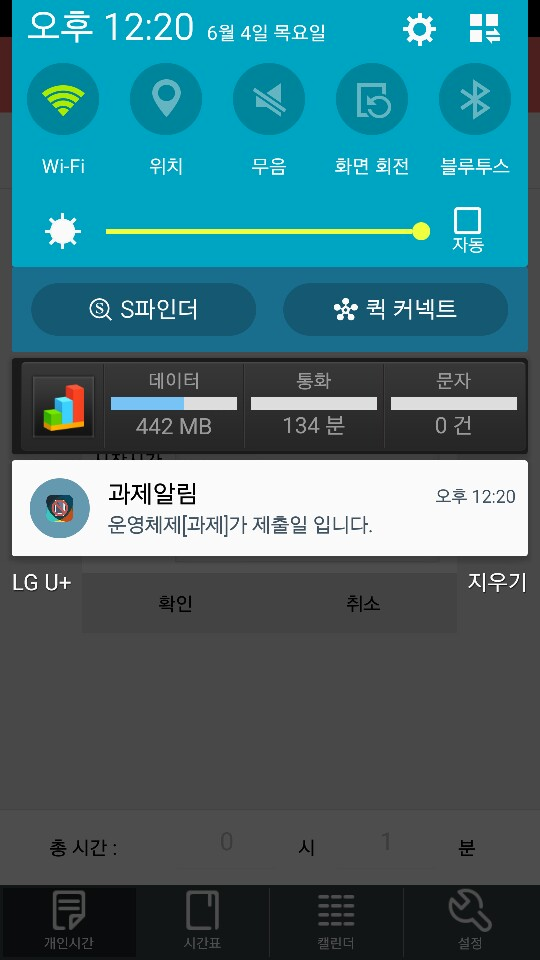 오후 12:20 6월 4일 목요일
Wi-Fi 위치 무음 화면 회전 블루투스
자동
S파인더 퀵 커넥트
데이터 통화 문자
442 MB 134 분 0 건
과제알림 오후 12:20
운영체제[과제]가 제출일 입니다.
LG U+ 지우기
확인 취소
총 시간 : 0 시 1 분
개인시간 시간표 캘린더 설정